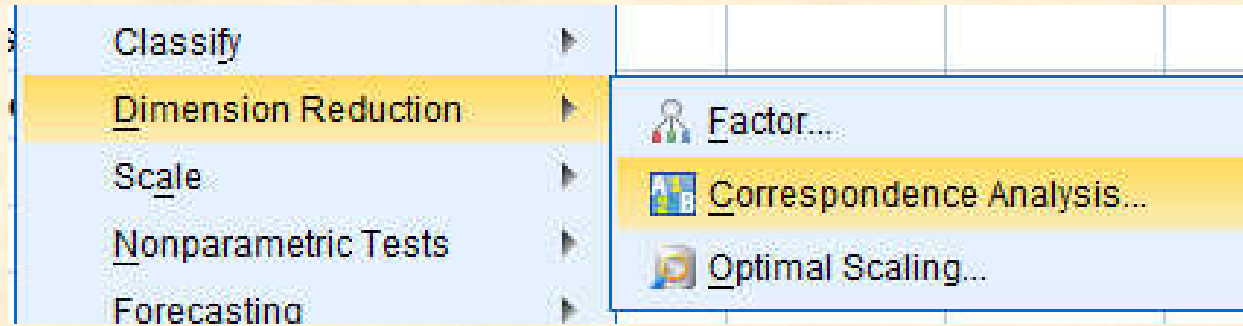 Classify
Dimension Reduction
Scale
Nonparametric Tests
Forecasting
Factor...
Correspondence Analysis...
Optimal Scaling...